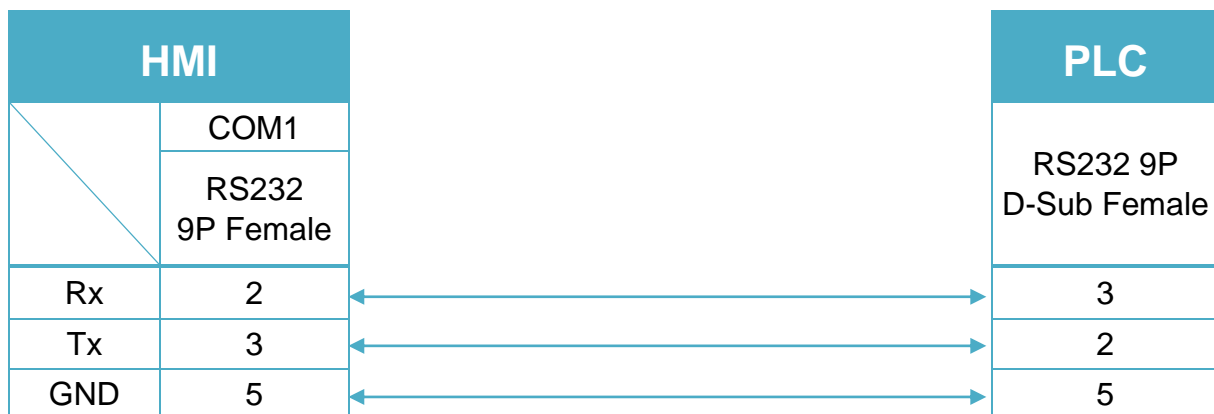 HMI
PLC
COM1
RS232
9P Female
RS232 9P
D-Sub Female
Rx 2 3
Tx 3 2
GND 5 5